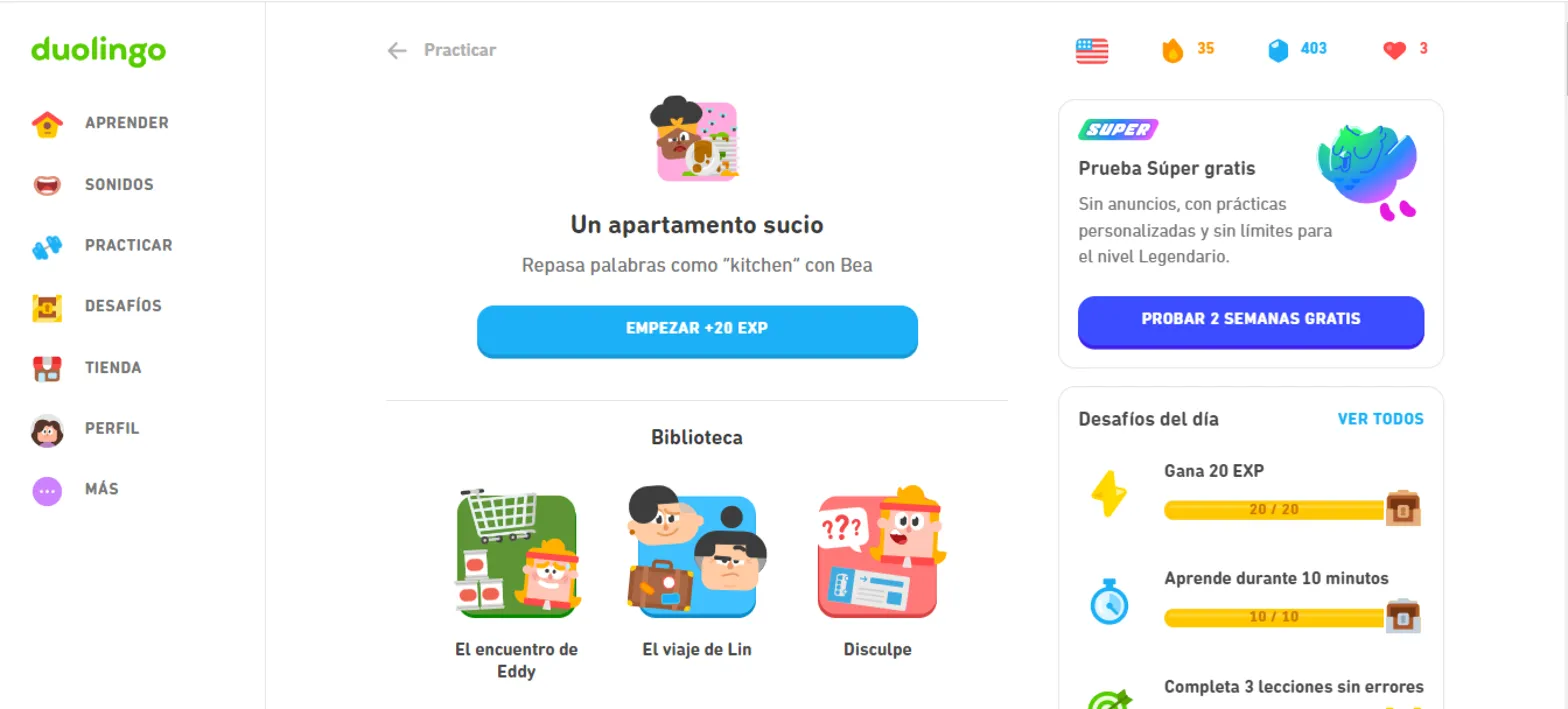 duolingo
APRENDER
SONIDOS
PRACTICAR
DESAFÍOS
TIENDA
PERFIL
MÁS
Practicar
Un apartamento sucio
Repasa palabras como “kitchen” con Bea
EMPEZAR +20 EXP
Biblioteca
???
El encuentro de
Eddy
El viaje de Lin
Disculpe
35
403
3
SUPER
Prueba Súper gratis
Sin anuncios, con prácticas
personalizadas y sin límites para
el nivel Legendario.
PROBAR 2 SEMANAS GRATIS
Desafíos del día
VER TODOS
Gana 20 EXP
20 / 20
Aprende durante 10 minutos
10 / 10
Completa 3 lecciones sin errores